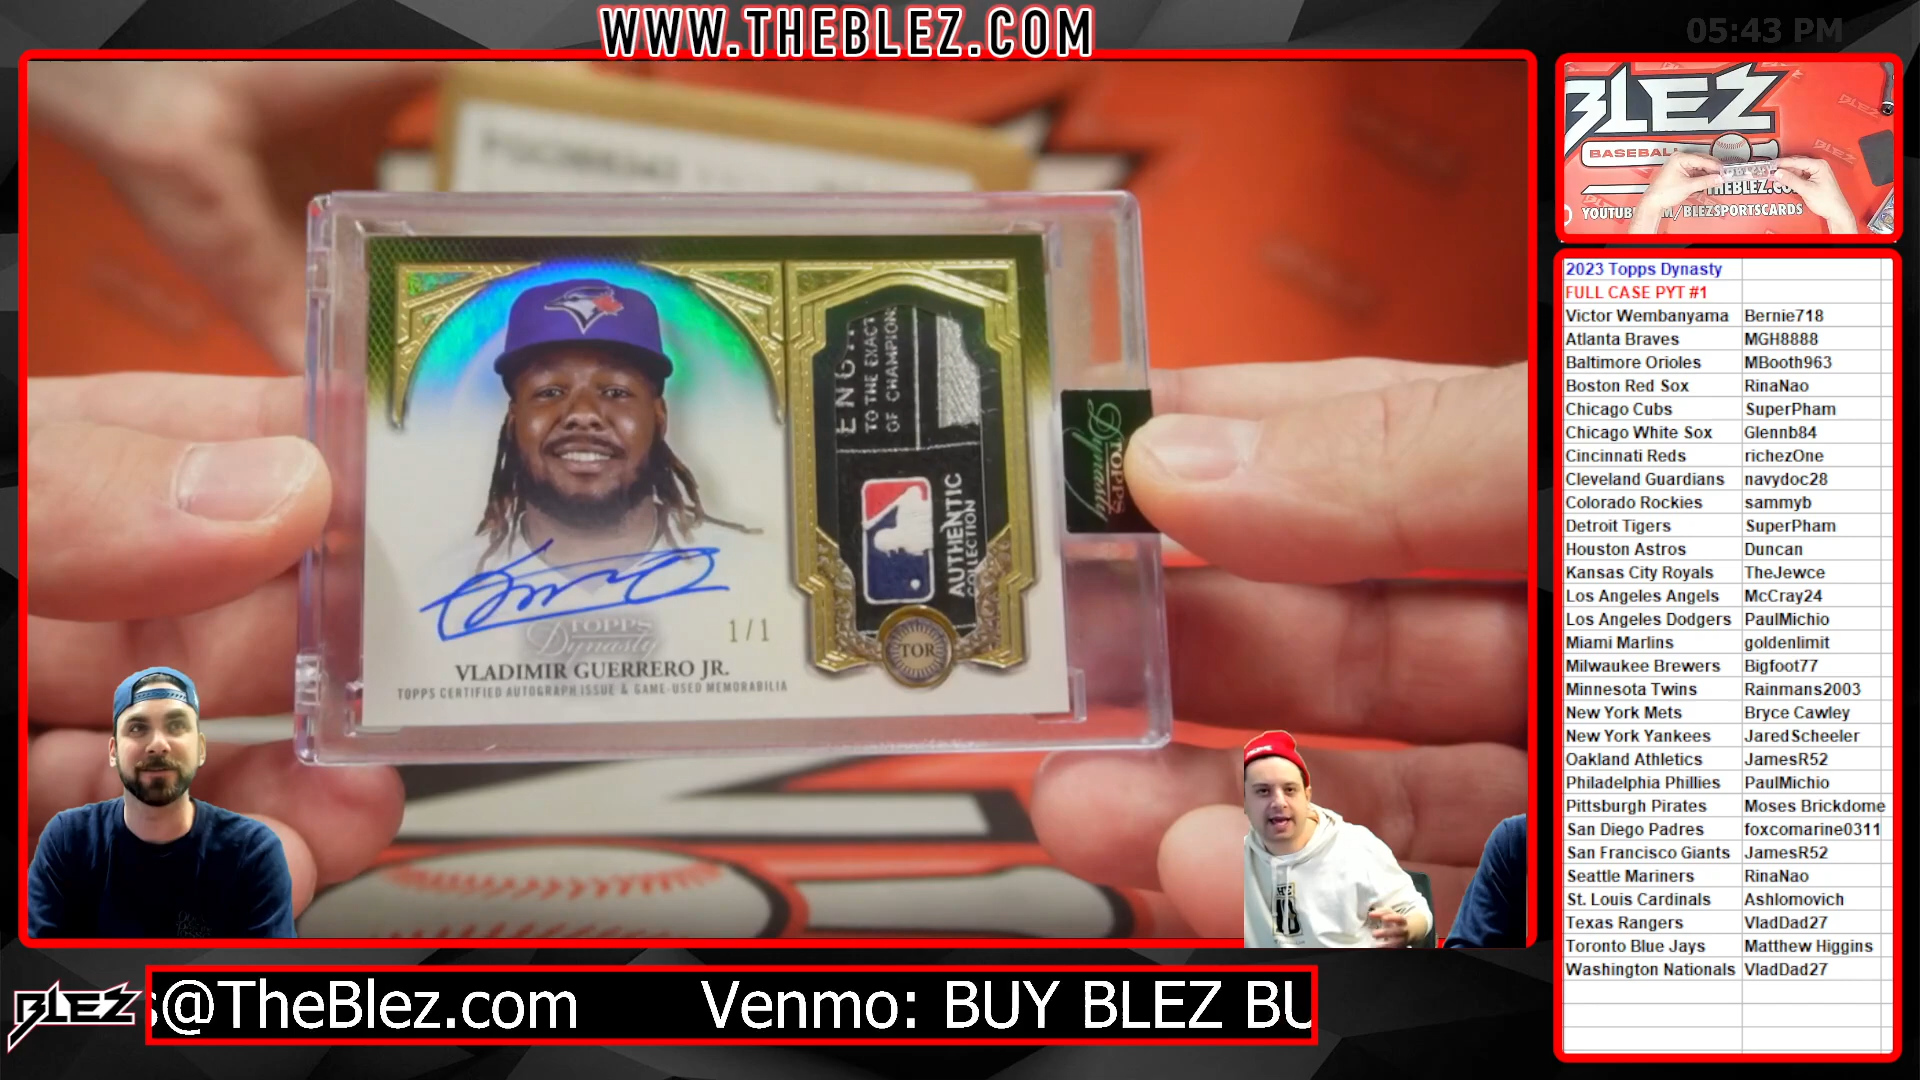 WWW.THEBLEZ.COM
05:43 PM
TO THE EXACT
OF CHAMPION
AUTHENTIC
COLLECTION
TOPPS
Dynasty
TOPPS
Dynasty
1/1
VLADIMIR GUERRERO JR.
TOPPS CERTIFIED AUTOGRAPH ISSUE & GAME-USED MEMORABILIA
TOR
BLEZ
BASEBALL
THEBLEZ.CO
/BLEZSPORTSCARDS
2023 Topps Dynasty
FULL CASE PYT #1
Victor Wembanyama Bernie718
Atlanta Braves MGH8888
Baltimore Orioles MBooth963
Boston Red Sox RinaNao
Chicago Cubs SuperPham
Chicago White Sox Glennb84
Cincinnati Reds richezOne
Cleveland Guardians navydoc28
Colorado Rockies sammyb
Detroit Tigers SuperPham
Houston Astros Duncan
Kansas City Royals TheJewce
Los Angeles Angels McCray24
Los Angeles Dodgers PaulMichio
Miami Marlins goldenlimit
Milwaukee Brewers Bigfoot77
Minnesota Twins Rainmans2003
New York Mets Bryce Cawley
New York Yankees Jared Scheeler
Oakland Athletics JamesR52
Philadelphia Phillies PaulMichio
Pittsburgh Pirates Moses Brickdome
San Diego Padres foxcomarine0311
San Francisco Giants JamesR52
Seattle Mariners RinaNao
St. Louis Cardinals Ashlomovich
Texas Rangers VladDad27
Toronto Blue Jays Matthew Higgins
Washington Nationals VladDad27
BLEZ
s@TheBlez.com Venmo: BUY BLEZ BU